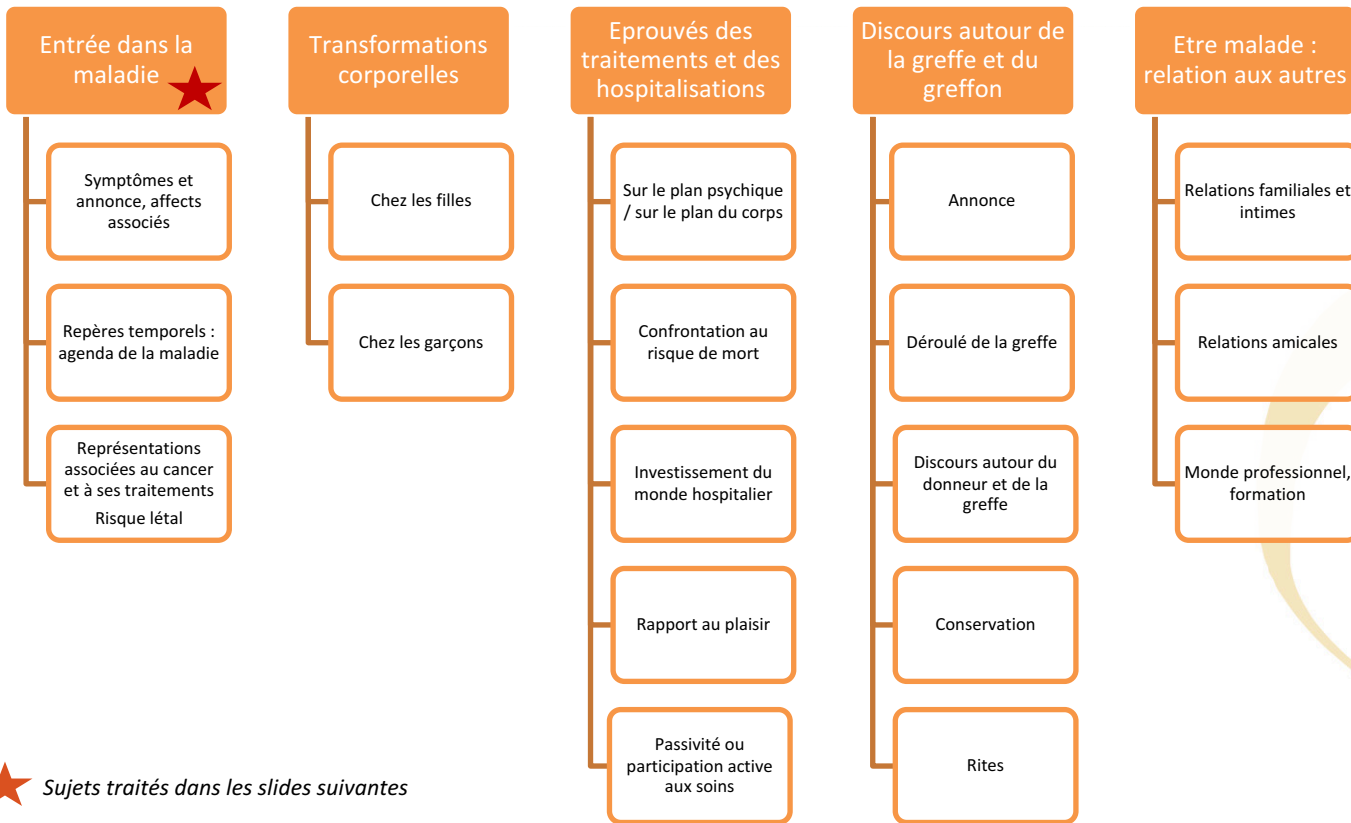 Entrée dans la
maladie
Symptômes et
annonce, affects
associés
Repères temporels :
agenda de la maladie
Représentations
associées au cancer
et à ses traitements
Risque létal
Transformations
corporelles
Chez les filles
Chez les garçons
Eprouvés des
traitements et des
hospitalisations
Sur le plan psychique
/ sur le plan du corps
Confrontation au
risque de mort
Investissement du
monde hospitalier
Rapport au plaisir
Passivité ou
participation active
aux soins
Discours autour de
la greffe et du
greffon
Annonce
Déroulé de la greffe
Discours autour du
donneur et de la
greffe
Conservation
Rites
Etre malade :
relation aux autres
Relations familiales et
intimes
Relations amicales
Monde professionnel,
formation
Sujets traités dans les slides suivantes